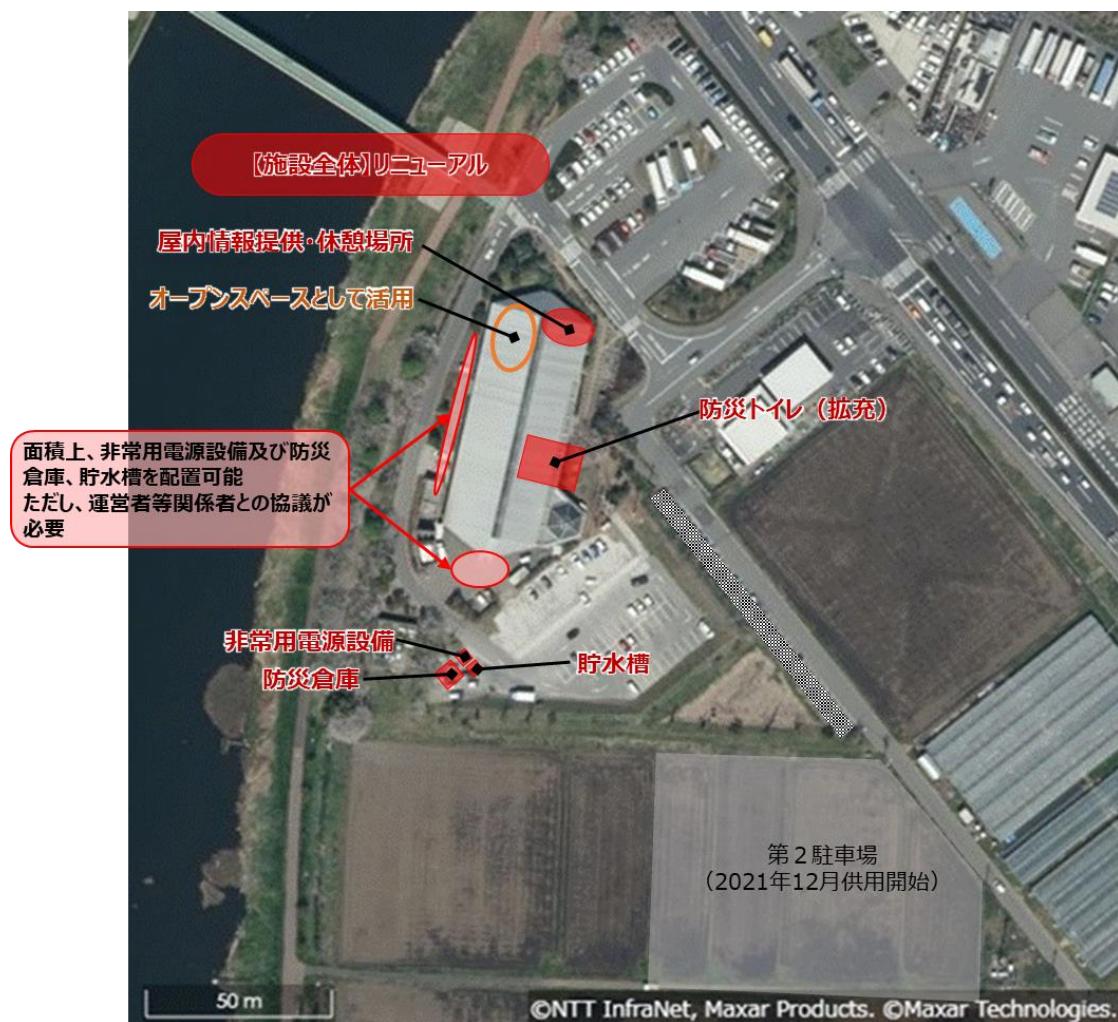 【施設全体】リニューアル
屋内情報提供・休憩場所
オープンスペースとして活用
防災トイレ（拡充）
面積上、非常用電源設備及び防災
倉庫、貯水槽を配置可能
ただし、運営者等関係者との協議が
必要
非常用電源設備
防災倉庫
貯水槽
第２駐車場
（2021年12月供用開始）
50 m
©NTT InfraNet, Maxar Products. ©Maxar Technologies.